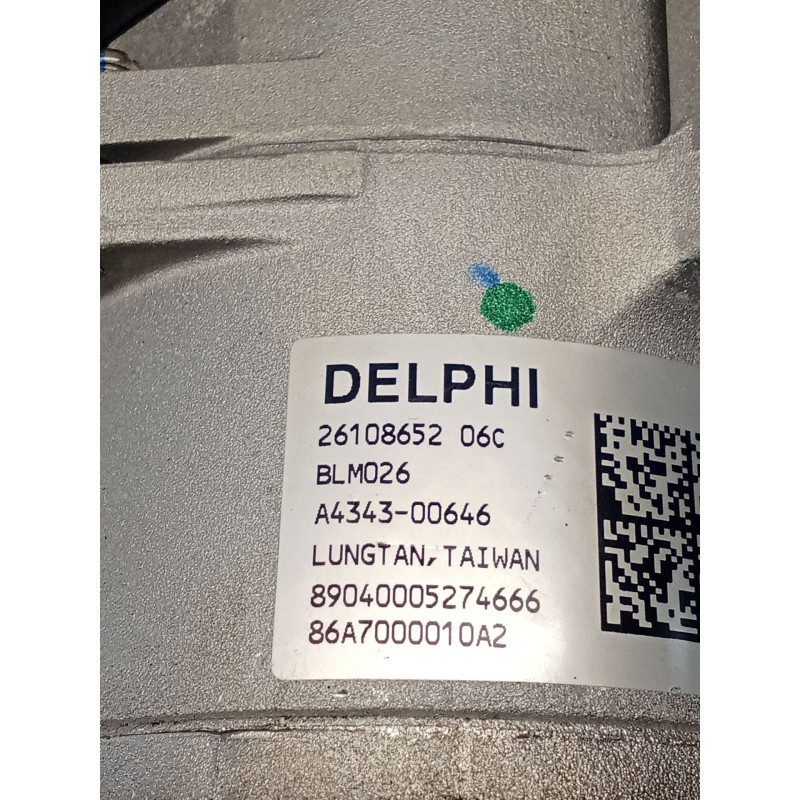 DELPHI
26108652 06C
BLM026
A4343-00646
LUNGTAN, TAIWAN
89040005274666
86A7000010A2